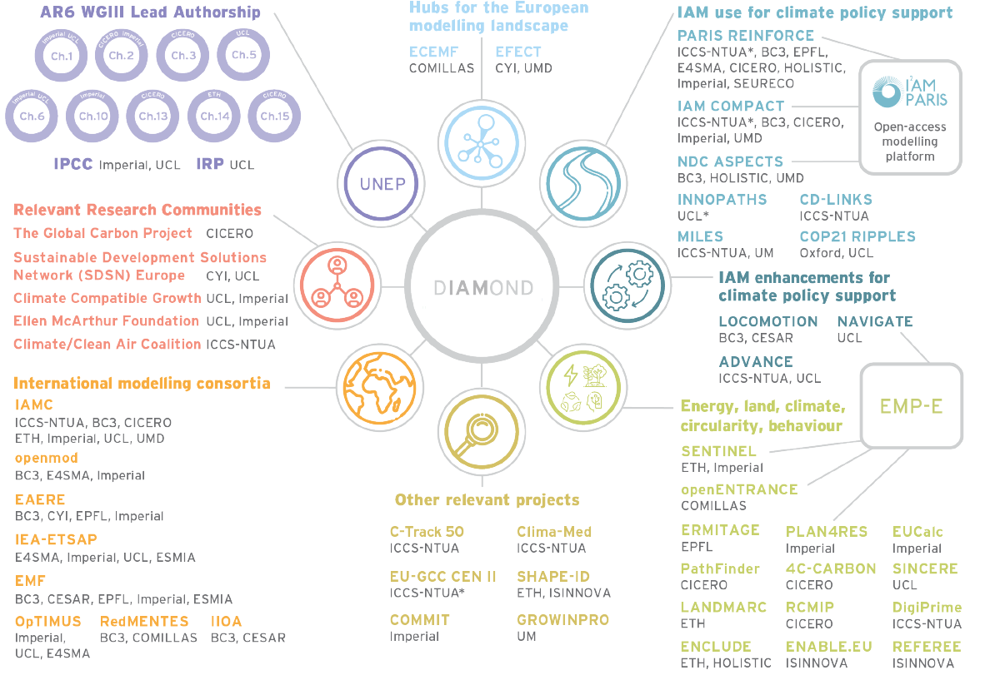 AR6 WGIII Lead Authorship
Imperial UCL
Ch.1
CICERO Imperial
Ch.2
CICERO
Ch.3
UCL
Ch.5
Imperial UCL
Ch.6
Imperial
Ch.10
CICERO
Ch.13
ETH
Ch.14
CICERO
Ch.15
IPCC Imperial, UCL IRP UCL
UNEP
Hubs for the European
modelling landscape
ECEMF
COMILLAS
EFECT
CYI, UMD
IAM use for climate policy support
PARIS REINFORCE
ICCS-NTUA*, BC3, EPFL,
E4SMA, CICERO, HOLISTIC,
Imperial, SEURECO
IAM COMPACT
ICCS-NTUA*, BC3, CICERO,
Imperial, UMD
NDC ASPECTS
BC3, HOLISTIC, UMD
INNOPATHS
UCL*
CD-LINKS
ICCS-NTUA
MILES
ICCS-NTUA, UM
COP21 RIPPLES
Oxford, UCL
I²AM
PARIS
Open-access
modelling
platform
Relevant Research Communities
The Global Carbon Project CICERO
Sustainable Development Solutions
Network (SDSN) Europe CYI, UCL
Climate Compatible Growth UCL, Imperial
Ellen McArthur Foundation UCL, Imperial
Climate/Clean Air Coalition ICCS-NTUA
DIAMOND
IAM enhancements for
climate policy support
LOCOMOTION
BC3, CESAR
NAVIGATE
UCL
ADVANCE
ICCS-NTUA, UCL
EMP-E
International modelling consortia
IAMC
ICCS-NTUA, BC3, CICERO
ETH, Imperial, UCL, UMD
openmod
BC3, E4SMA, Imperial
EAERE
BC3, CYI, EPFL, Imperial
IEA-ETSAP
E4SMA, Imperial, UCL, ESMIA
EMF
BC3, CESAR, EPFL, Imperial, ESMIA
OpTIMUS
Imperial,
UCL, E4SMA
RedMENTES
BC3, COMILLAS
IIOA
BC3, CESAR
Other relevant projects
C-Track 50
ICCS-NTUA
Clima-Med
ICCS-NTUA
EU-GCC CEN II
ICCS-NTUA*
SHAPE-ID
ETH, ISINNOVA
COMMIT
Imperial
GROWINPRO
UM
Energy, land, climate,
circularity, behaviour
SENTINEL
ETH, Imperial
openENTRANCE
COMILLAS
ERMITAGE
EPFL
PLAN4RES
Imperial
EUCalc
Imperial
PathFinder
CICERO
4C-CARBON
CICERO
SINCERE
UCL
LANDMARC
ETH
RCMIP
CICERO
DigiPrime
ICCS-NTUA
ENCLUDE
ETH, HOLISTIC
ENABLE.EU
ISINNOVA
REFEREE
ISINNOVA